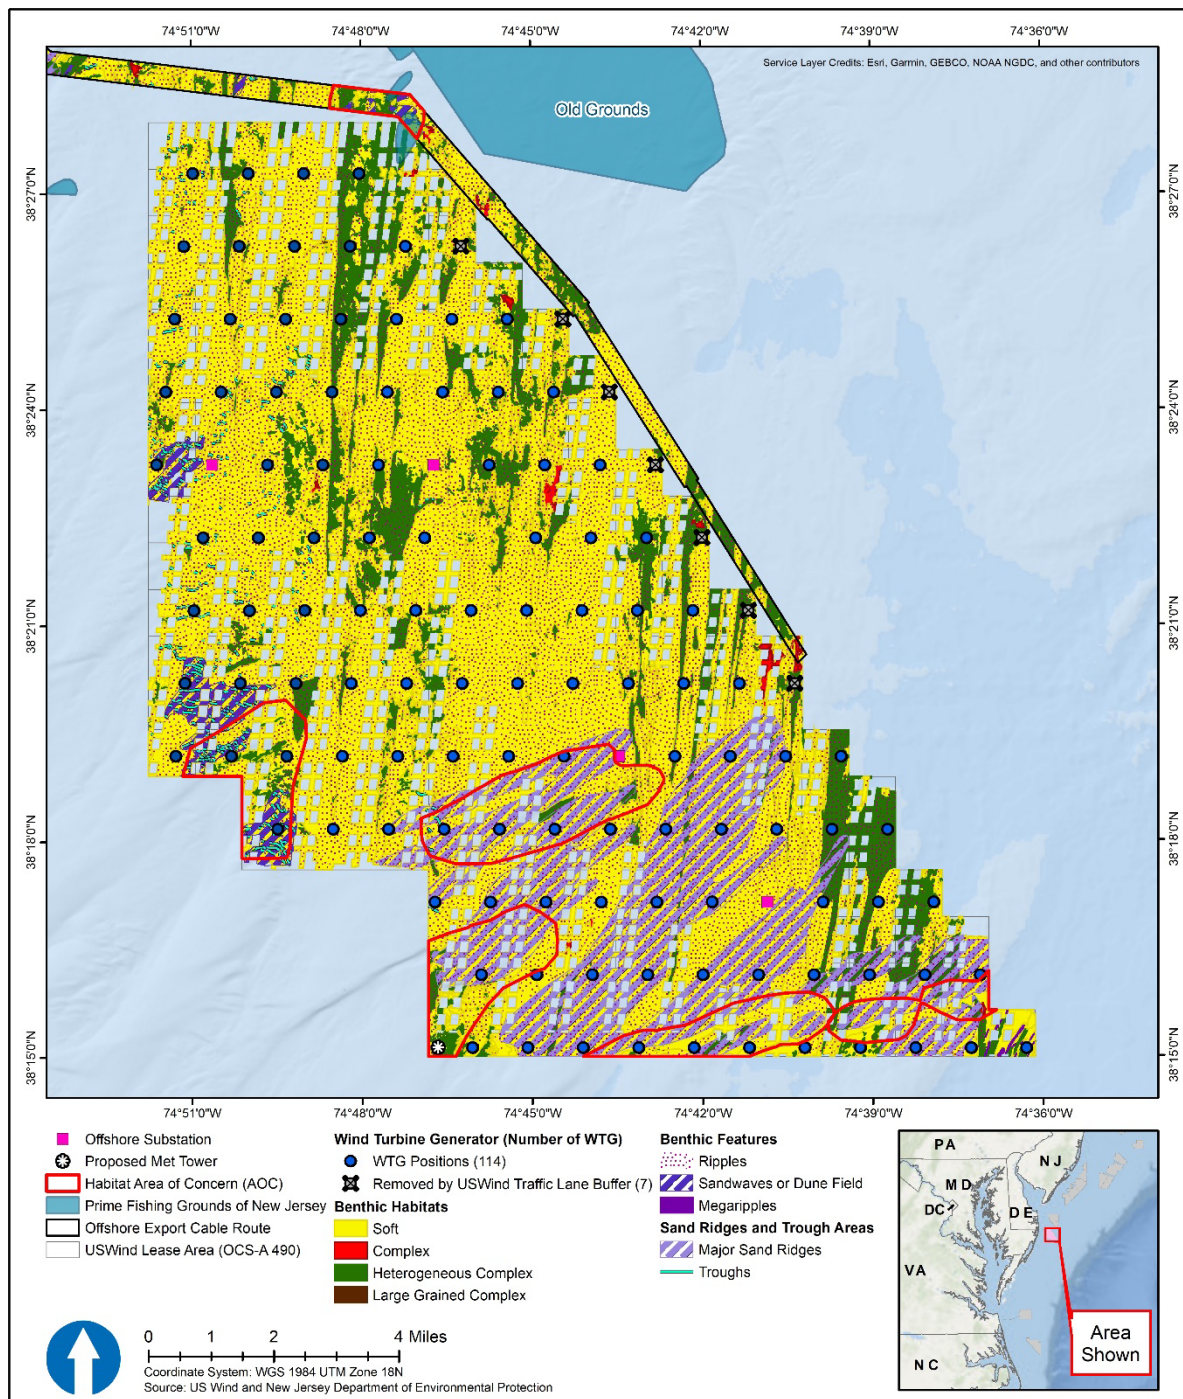 74°51'0"W 74°48'0"W 74°45'0"W 74°42'0"W 74°39'0"W 74°36'0"W
Service Layer Credits: Esri, Garmin, GEBCO, NOAA NGDC, and other contributors
Old Grounds
38°27'0"N 38°27'0"N
38°24'0"N 38°24'0"N
38°21'0"N 38°21'0"N
38°18'0"N 38°18'0"N
38°15'0"N 38°15'0"N
74°51'0"W 74°48'0"W 74°45'0"W 74°42'0"W 74°39'0"W 74°36'0"W
Offshore Substation
Proposed Met Tower
Habitat Area of Concern (AOC)
Prime Fishing Grounds of New Jersey
Offshore Export Cable Route
USWind Lease Area (OCS-A 490)
Wind Turbine Generator (Number of WTG)
WTG Positions (114)
Removed by USWind Traffic Lane Buffer (7)
Benthic Habitats
Soft
Complex
Heterogeneous Complex
Large Grained Complex
Benthic Features
Ripples
Sandwaves or Dune Field
Megaripples
Sand Ridges and Trough Areas
Major Sand Ridges
Troughs
PA
NJ
MD
DE
DC
VA
NC
Area
Shown
0 1 2 4 Miles
Coordinate System: WGS 1984 UTM Zone 18N
Source: US Wind and New Jersey Department of Environmental Protection